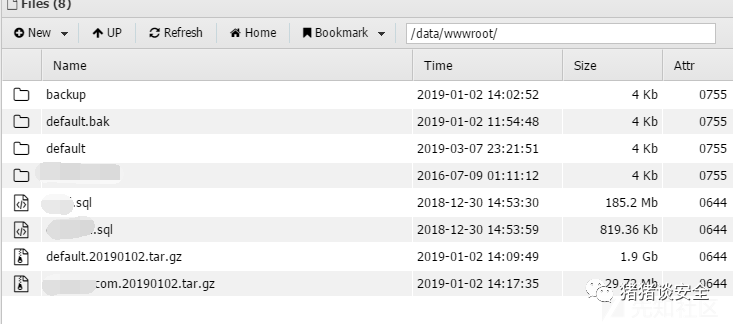 Files (8)
New UP Refresh Home Bookmark /data/wwwroot/
Name Time Size Attr
backup 2019-01-02 14:02:52 4 Kb 0755
default.bak 2019-01-02 11:54:48 4 Kb 0755
default 2019-03-07 23:21:51 4 Kb 0755
2016-07-09 01:11:12 4 Kb 0755
.sql 2018-12-30 14:53:30 185.2 Mb 0644
.sql 2018-12-30 14:53:59 819.36 Kb 0644
default.20190102.tar.gz 2019-01-02 14:09:49 1.9 Gb 0644
com.20190102.tar.gz 2019-01-02 14:17:35 29.72 Mb 0644
猪猪谈安全
先知社区